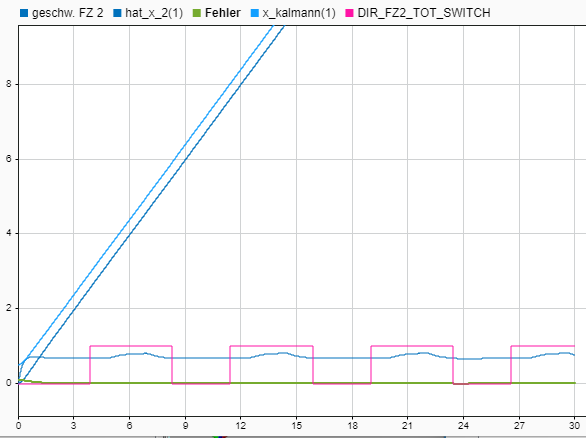 geschw. FZ 2 hat_x_2(1) Fehler x_kalmann(1) DIR_FZ2_TOT_SWITCH
8
6
4
2
0
0 3 6 9 12 15 18 21 24 27 30